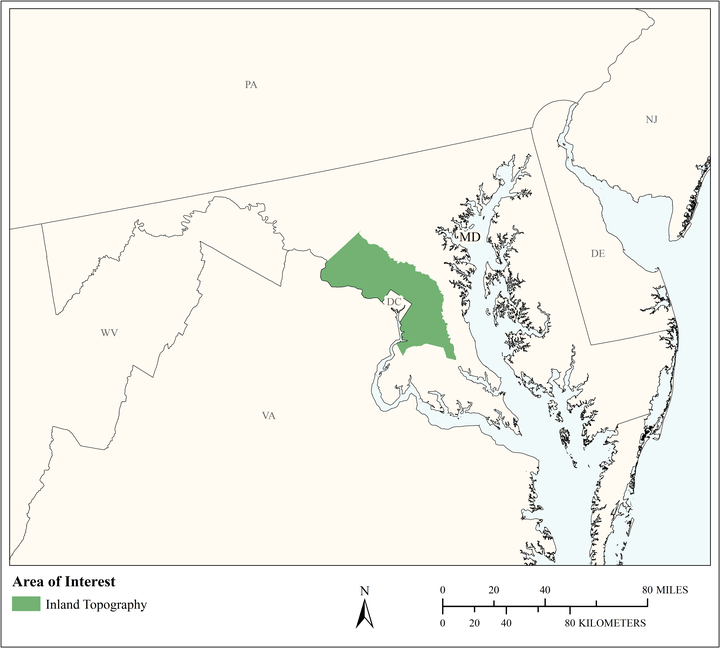 PA
NJ
MD
DE
DC
WV
VA
Area of Interest
Inland Topography
N
0 20 40 80 MILES
0 20 40 80 KILOMETERS